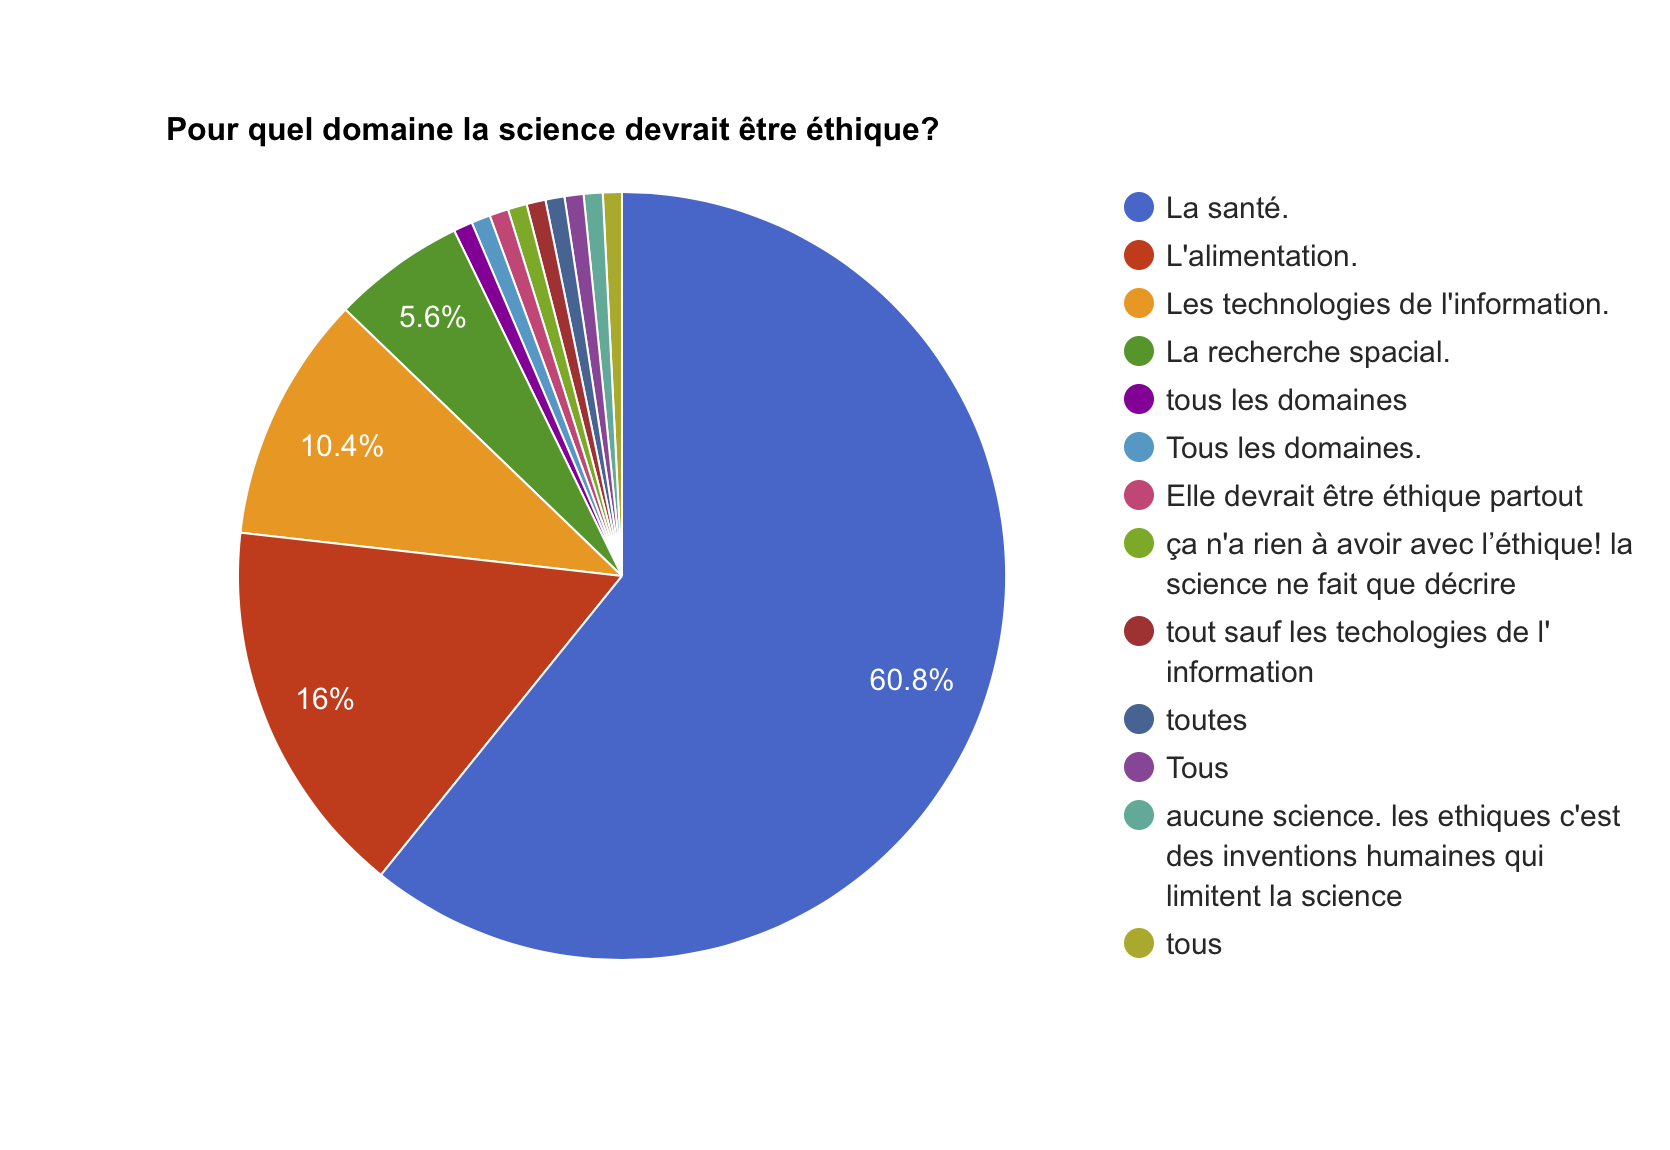 Pour quel domaine la science devrait être éthique?
5.6%
10.4%
16%
60.8%
La santé.
L'alimentation.
Les technologies de l'information.
La recherche spacial.
tous les domaines
Tous les domaines.
Elle devrait être éthique partout
ça n'a rien à avoir avec l’éthique! la
science ne fait que décrire
tout sauf les techologies de l'
information
toutes
Tous
aucune science. les ethiques c'est
des inventions humaines qui
limitent la science
tous